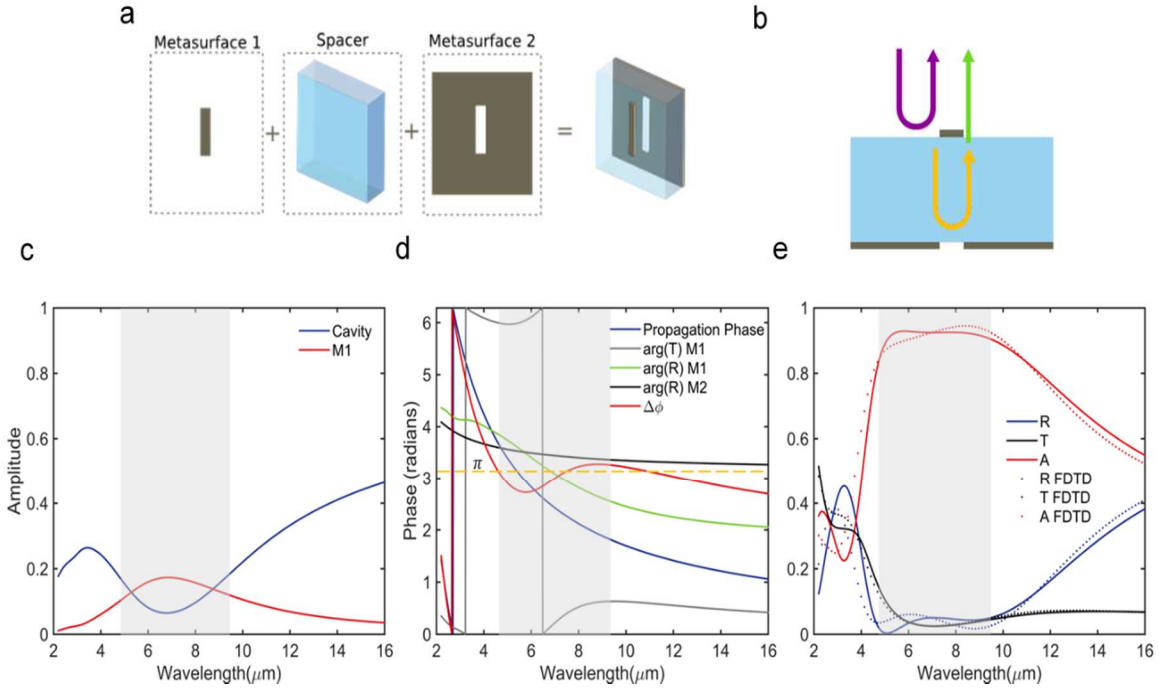 a
b
Metasurface 1
Spacer
Metasurface 2
+
+
=
c
d
e
1
0.8
0.6
0.4
0.2
0
Amplitude
Cavity
M1
2
4
6
8
10
12
14
16
Wavelength(μm)
6
5
4
3
2
1
0
Phase (radians)
Propagation Phase
arg(T) M1
arg(R) M1
arg(R) M2
Δϕ
π
2
4
6
8
10
12
14
16
Wavelength(μm)
1
0.8
0.6
0.4
0.2
0
R
T
A
R FDTD
T FDTD
A FDTD
2
4
6
8
10
12
14
16
Wavelength(μm)